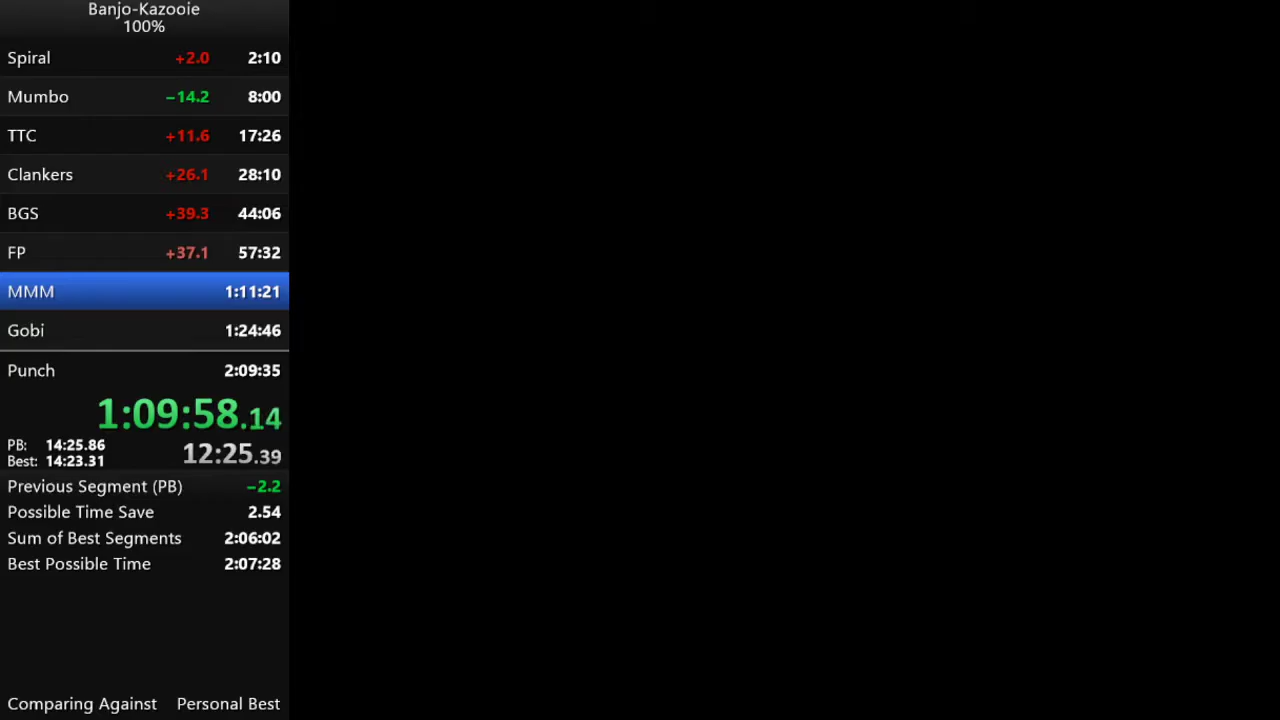 Banjo-Kazooie
100%
Spiral +2.0 2:10
Mumbo −14.2 8:00
TTC +11.6 17:26
Clankers +26.1 28:10
BGS +39.3 44:06
FP +37.1 57:32
MMM 1:11:21
Gobi 1:24:46
Punch 2:09:35
1:09:58.14
PB: 14:25.86
Best: 14:23.31
12:25.39
Previous Segment (PB) −2.2
Possible Time Save 2.54
Sum of Best Segments 2:06:02
Best Possible Time 2:07:28
Comparing Against Personal Best